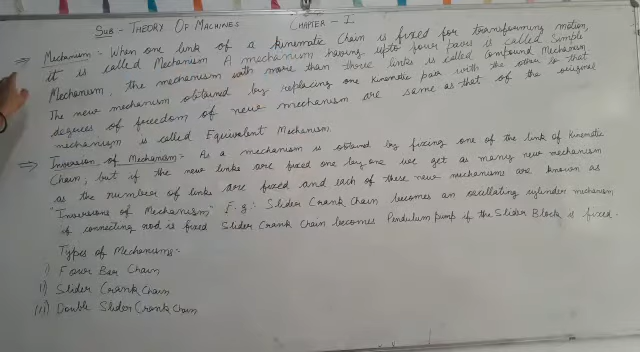 Sub - Theory Of Machines Chapter - I
⇒ Mechanism :- When one link of a kinematic Chain is fixed for transforming motion,
it is called Mechanism A mechanism having upto four pairs is called Simple
Mechanism, the mechanism with more than those links is called Compound Mechanism
The new mechanism obtained by replacing one kinematic pair with the other so that
degrees of freedom of new mechanism are same as that of the original
mechanism is called Equivalent Mechanism.
⇒ Inversion of Mechanism :- As a mechanism is obtained by fixing one of the link of kinematic
Chain, but if the new links are fixed one by one we get as many new mechanism
as the number of links are fixed and each of these new mechanisms are known as
"Inversions of Mechanism" E.g:- Slider Crank Chain becomes an oscillating cylinder mechanism
if connecting rod is fixed Slider Crank Chain becomes Pendulum pump if the Slider Block is fixed.
Types of Mechanisms :-
i) Four Bar Chain
ii) Slider Crank Chain
iii) Double Slider Crank Chain